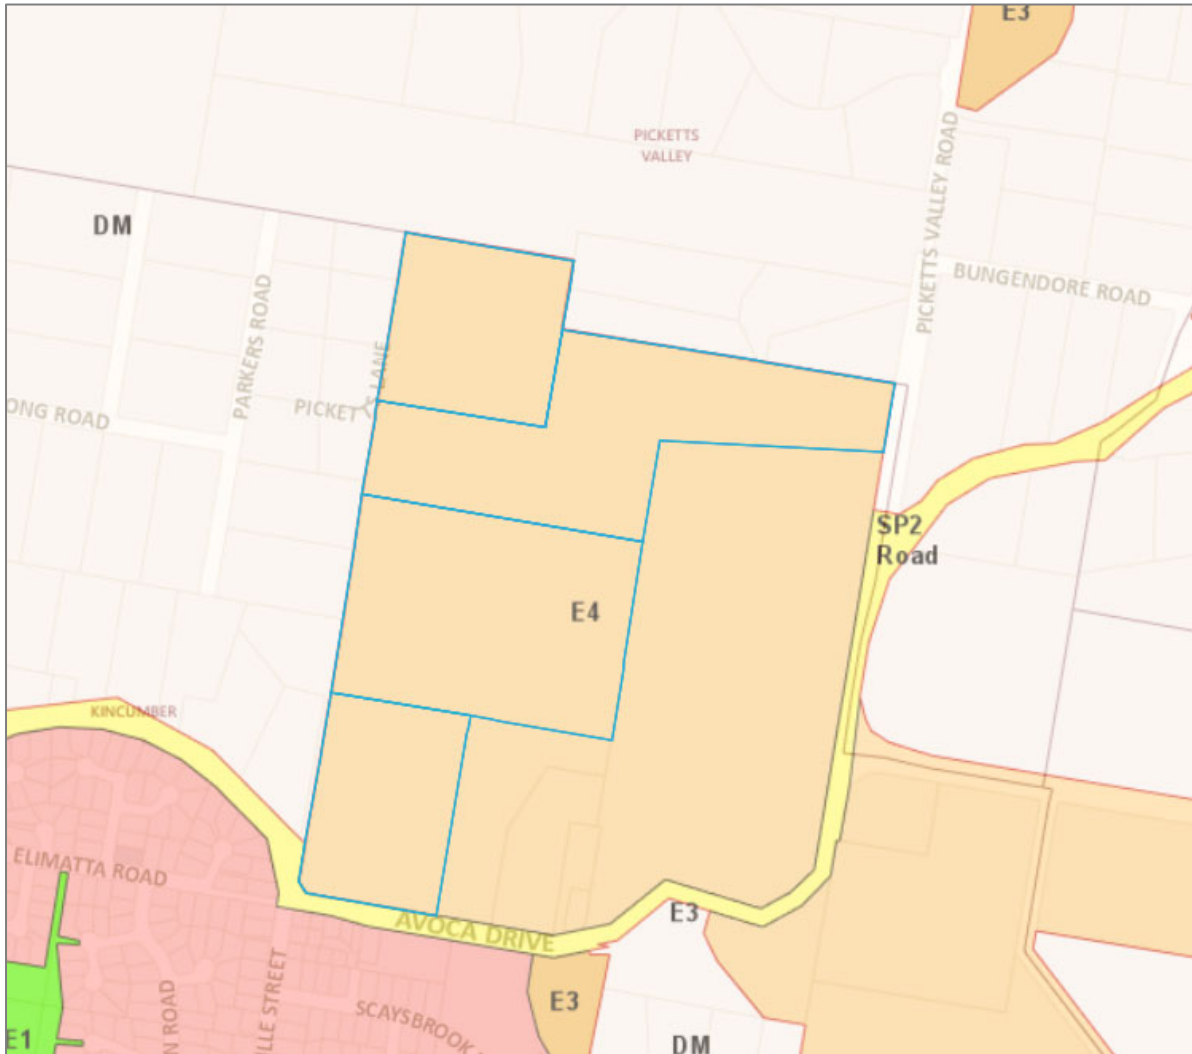 E3
PICKETTS
VALLEY
PICKETTS VALLEY ROAD
DM
BUNGENDORE ROAD
PARKERS ROAD
LANE
PICKET
ONG ROAD
SP2
Road
E4
KINCUMBER
ELIMATTA ROAD
AVOCA DRIVE
E3
LLE STREET
N ROAD
E3
SCAYSBROOK
E1
DM